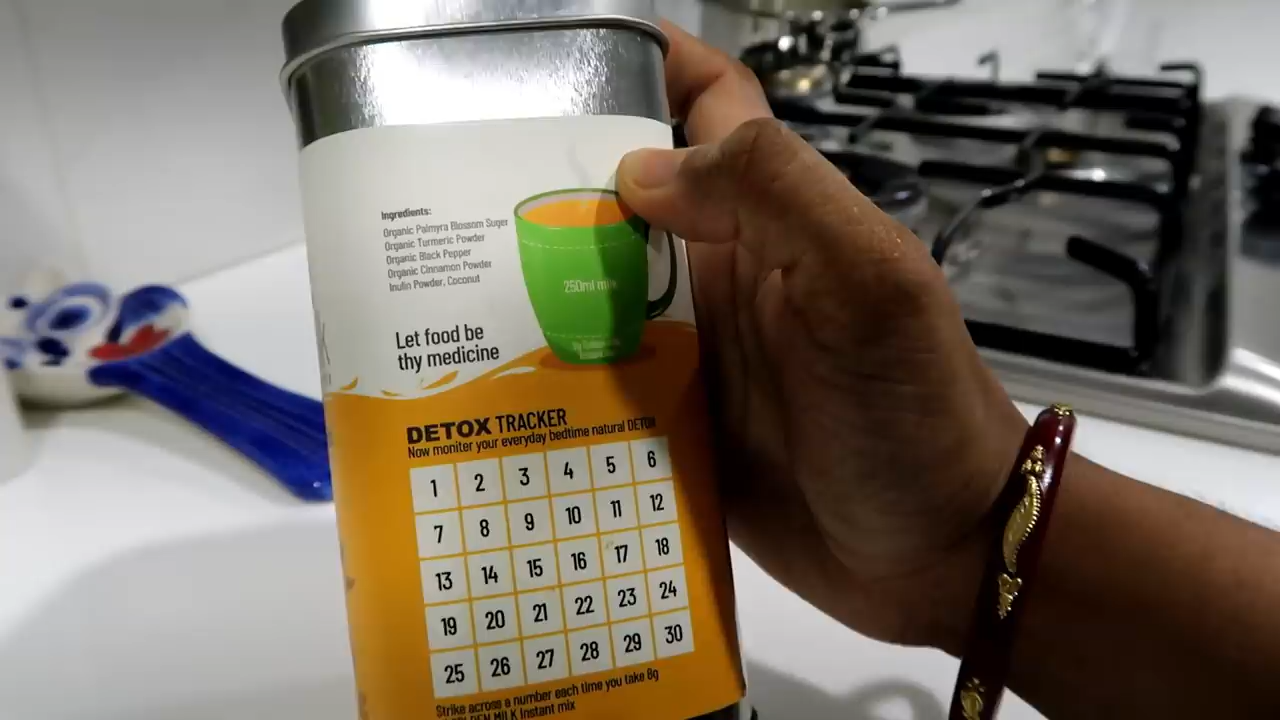 Ingredients:
Organic Palmyra Blossom Suger
Organic Turmeric Powder
Organic Black Pepper
Organic Cinnamon Powder
Inulin Powder, Coconut
250ml milk
Let food be
thy medicine
DETOX TRACKER
Now moniter your everyday bedtime natural DETOX
1 2 3 4 5 6
7 8 9 10 11 12
13 14 15 16 17 18
19 20 21 22 23 24
25 26 27 28 29 30
Strike across a number each time you take 8g
GOLDEN MILK Instant mix